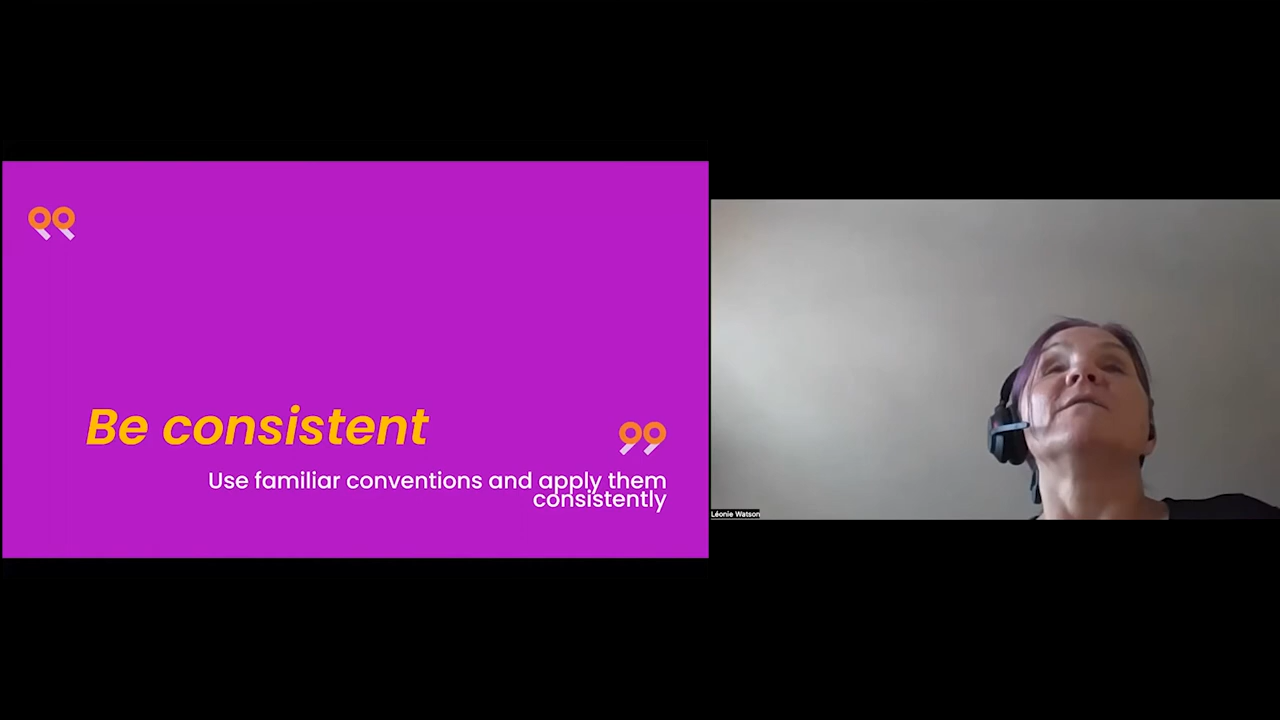 Be consistent
Use familiar conventions and apply them
consistently
Léonie Watson